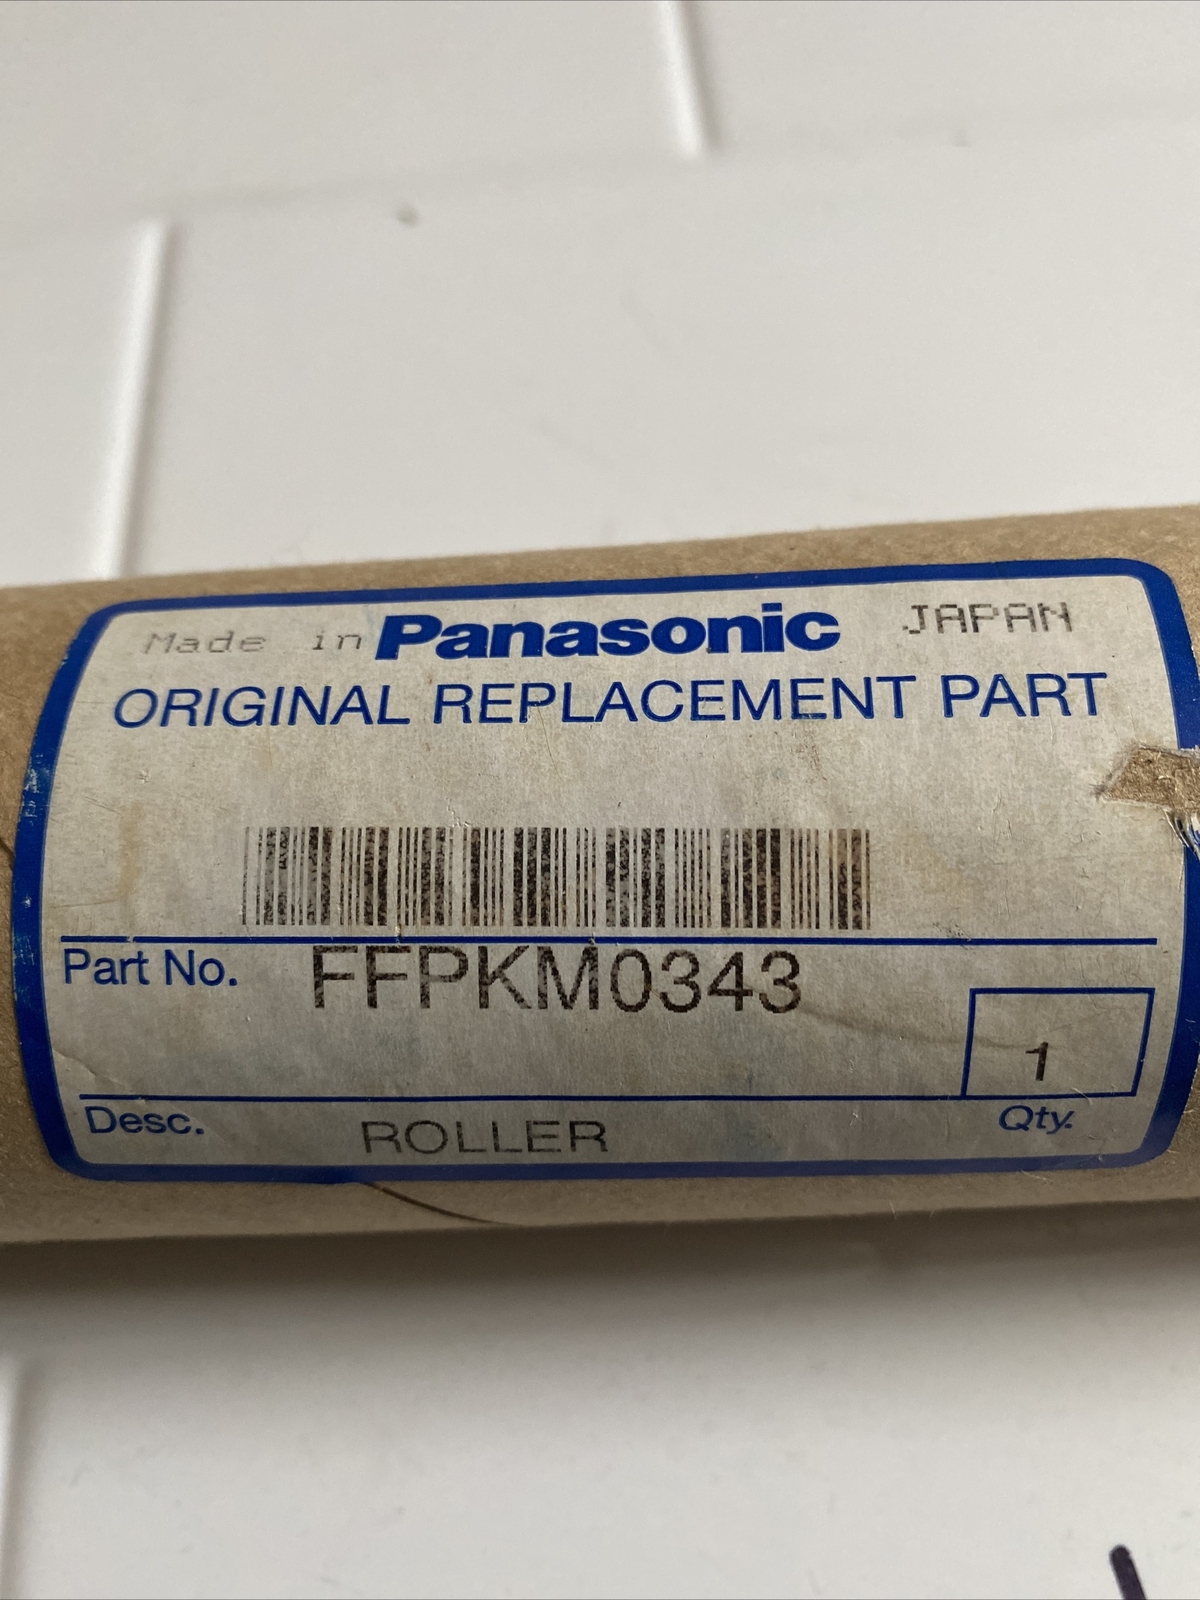 Made in Panasonic JAPAN
ORIGINAL REPLACEMENT PART
Part No. FFPKM0343
1
Desc. ROLLER Qty.